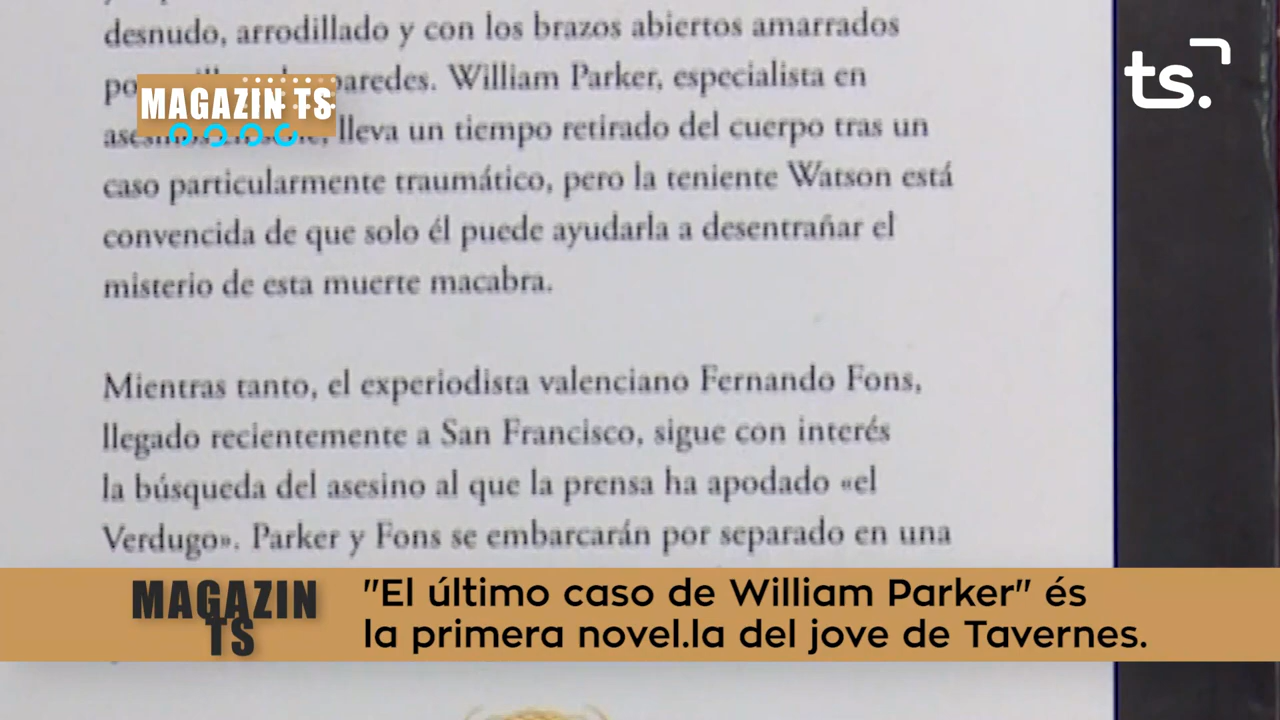 desnudo, arrodillado y con los brazos abiertos amarrados
paredes. William Parker, especialista en
lleva un tiempo retirado del cuerpo tras un
caso particularmente traumático, pero la teniente Watson está
convencida de que solo él puede ayudarla a desentrañar el
misterio de esta muerte macabra.
Mientras tanto, el experiodista valenciano Fernando Fons,
llegado recientemente a San Francisco, sigue con interés
la búsqueda del asesino al que la prensa ha apodado «el
Verdugo». Parker y Fons se embarcarán por separado en una
MAGAZIN TS
ts.
MAGAZIN
TS
"El último caso de William Parker" és
la primera novel.la del jove de Tavernes.